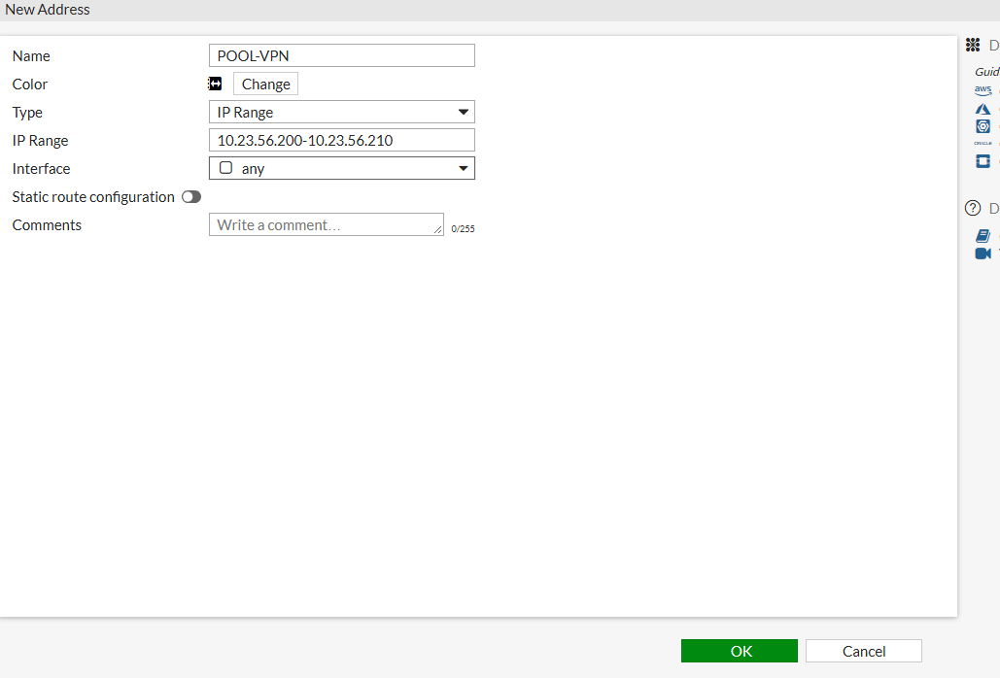 New Address
Name POOL-VPN
Color Change
Type IP Range
IP Range 10.23.56.200-10.23.56.210
Interface any
Static route configuration
Comments Write a comment... 0/255
OK Cancel
D
Guid
aws
ORACLE
D